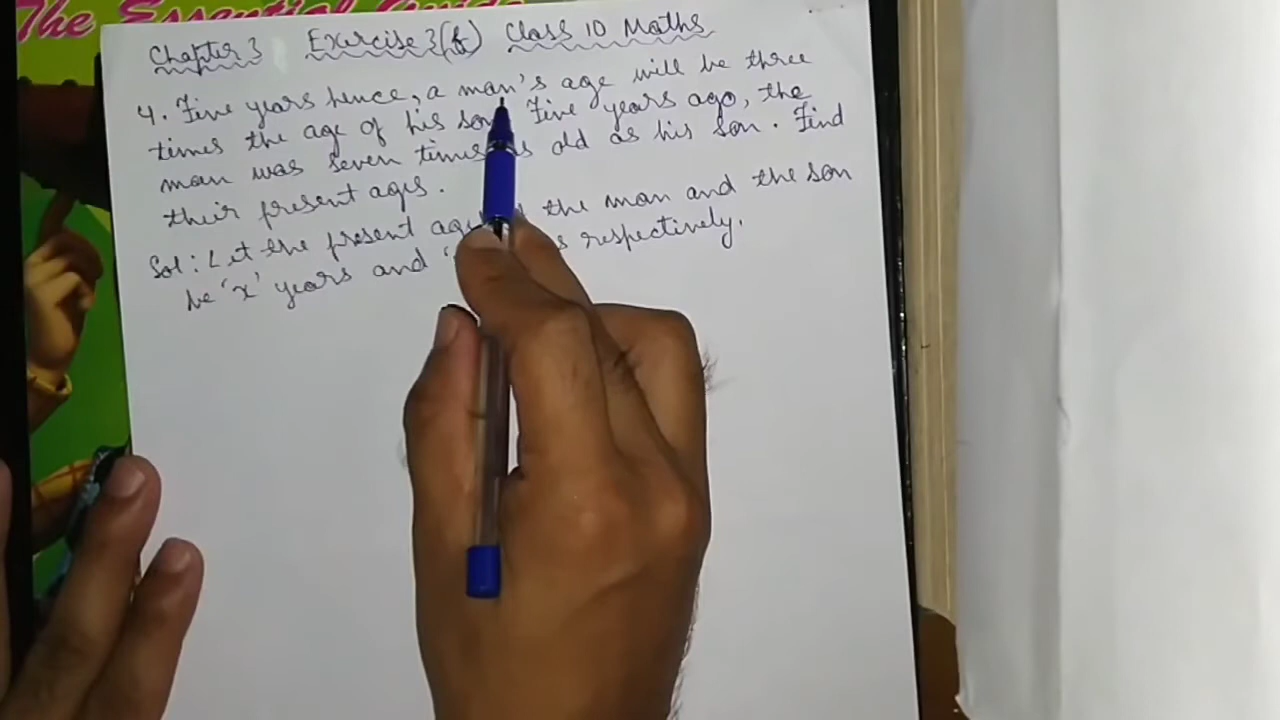 The Essential Guide
Chapter 3 Exercise 3(f) Class 10 Maths
4. Five years hence, a man's age will be three
times the age of his son. Five years ago, the
man was seven times as old as his son. Find
their present ages.
Sol: Let the present the man and the son
be 'x' years and respectively.